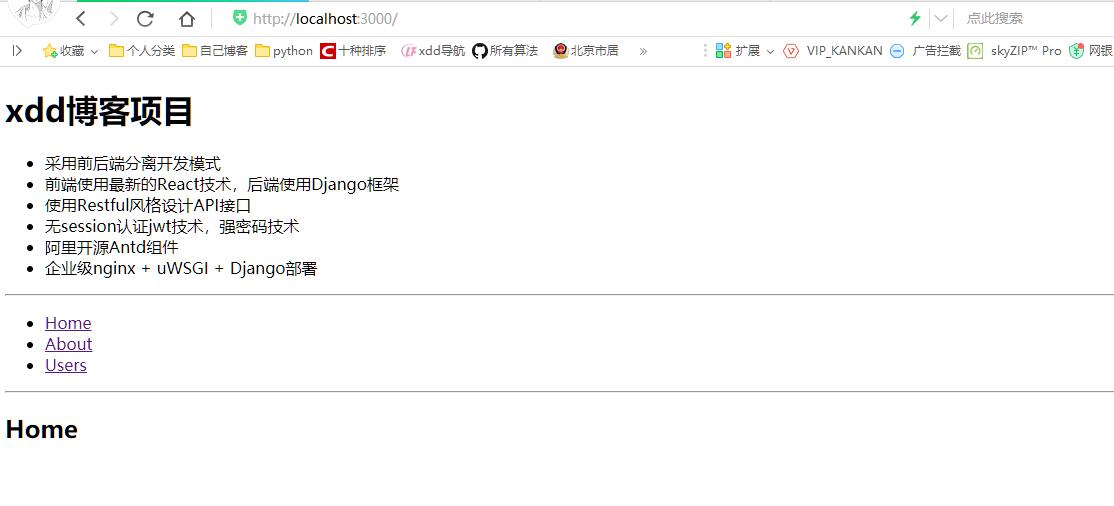 http://localhost:3000/ 点此搜索
收藏 个人分类 自己博客 python 十种排序 xdd导航 所有算法 北京市居 » 扩展 VIP_KANKAN 广告拦截 skyZIP™ Pro 网银
xdd博客项目
采用前后端分离开发模式
前端使用最新的React技术，后端使用Django框架
使用Restful风格设计API接口
无session认证jwt技术，强密码技术
阿里开源Antd组件
企业级nginx + uWSGI + Django部署
Home
About
Users
Home